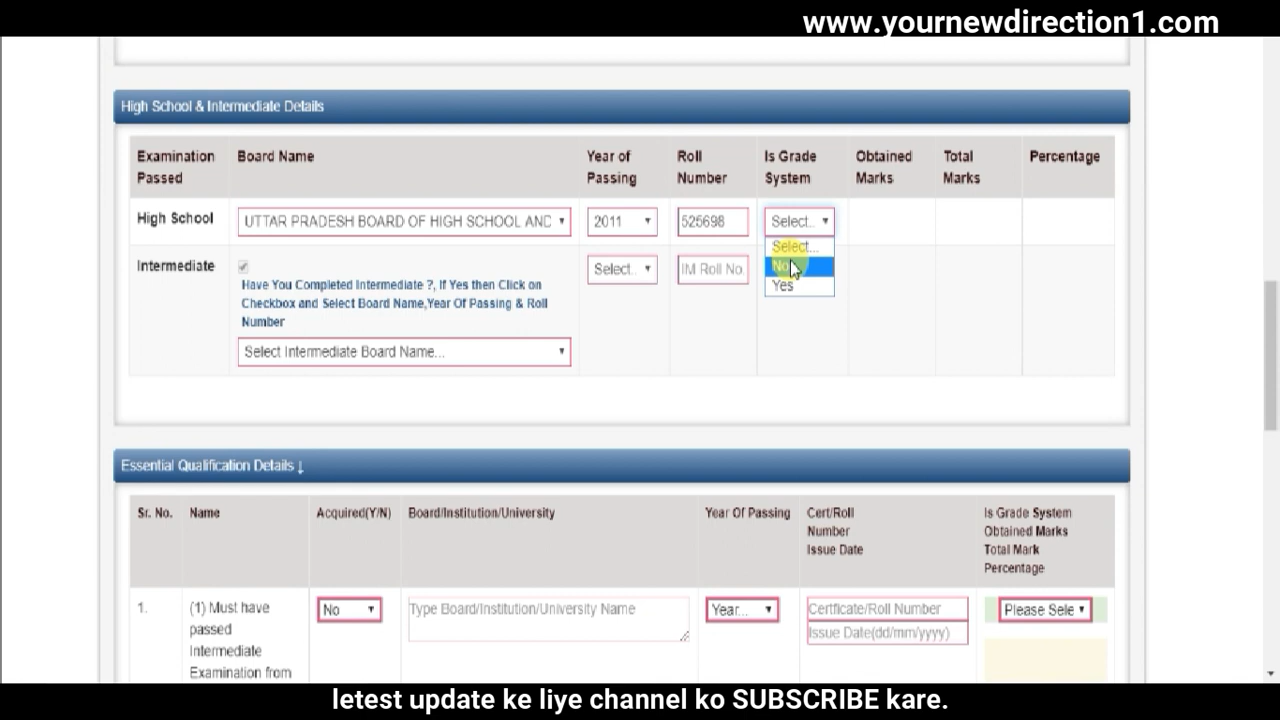 www.yournewdirection1.com
High School & Intermediate Details
Examination Passed
Board Name
Year of Passing
Roll Number
Is Grade System
Obtained Marks
Total Marks
Percentage
High School
UTTAR PRADESH BOARD OF HIGH SCHOOL AND
2011
525698
Select...
Select...
No
Yes
Intermediate
Have You Completed Intermediate ?, If Yes then Click on
Checkbox and Select Board Name,Year Of Passing & Roll
Number
Select Intermediate Board Name...
Select..
IM Roll No.
Essential Qualification Details ↓
Sr. No.
Name
Acquired(Y/N)
Board/Institution/University
Year Of Passing
Cert/Roll
Number
Issue Date
Is Grade System
Obtained Marks
Total Mark
Percentage
1.
(1) Must have
passed
Intermediate
Examination from
No
Type Board/Institution/University Name
Year...
Certficate/Roll Number
Issue Date(dd/mm/yyyy)
Please Sele
letest update ke liye channel ko SUBSCRIBE kare.